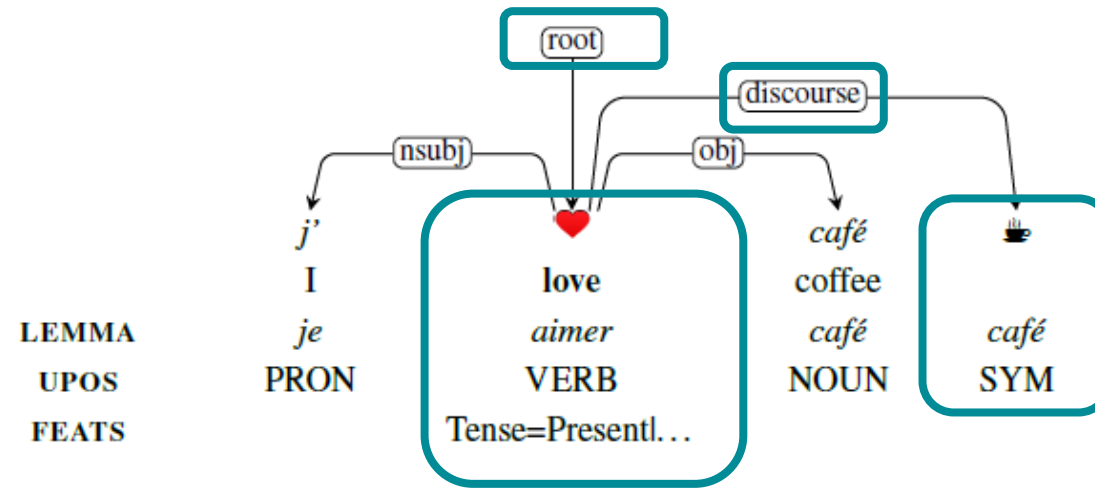 root
discourse
nsubj obj
j’ ❤ café ☕
I love coffee
LEMMA je aimer café café
UPOS PRON VERB NOUN SYM
FEATS Tense=Present|...